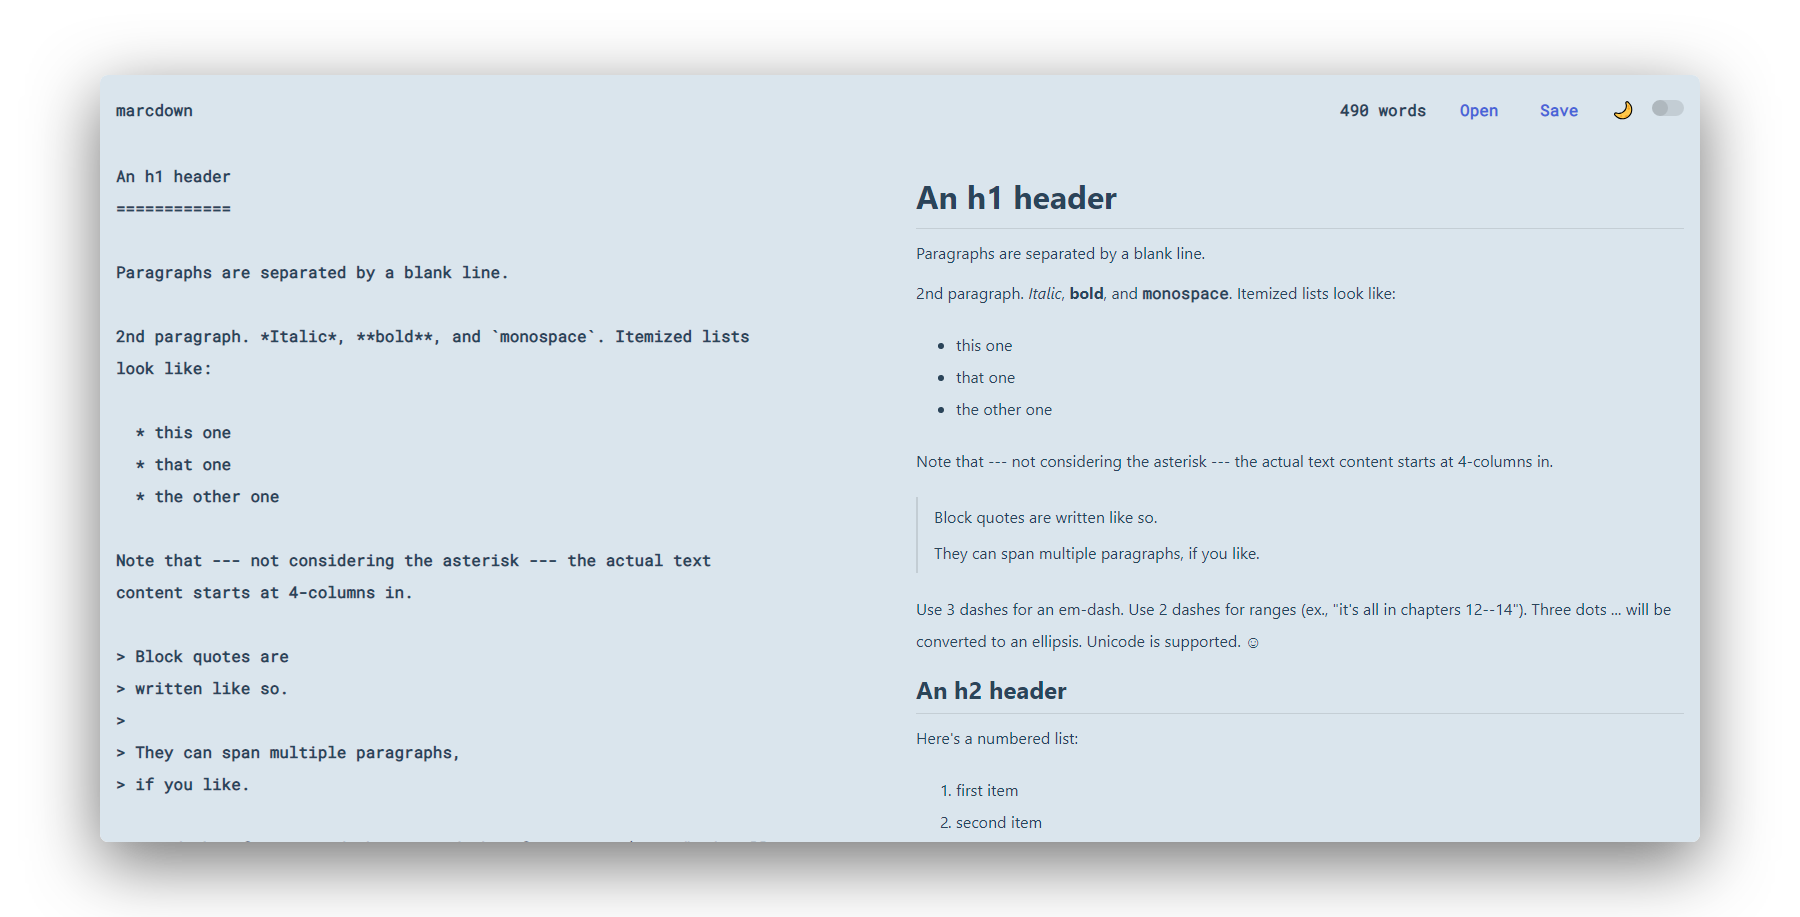 marcdown
490 words Open Save
An h1 header
============
Paragraphs are separated by a blank line.
2nd paragraph. *Italic*, **bold**, and `monospace`. Itemized lists
look like:
* this one
* that one
* the other one
Note that --- not considering the asterisk --- the actual text
content starts at 4-columns in.
> Block quotes are
> written like so.
>
> They can span multiple paragraphs,
> if you like.
An h1 header
Paragraphs are separated by a blank line.
2nd paragraph. Italic, bold, and monospace. Itemized lists look like:
• this one
• that one
• the other one
Note that --- not considering the asterisk --- the actual text content starts at 4-columns in.
Block quotes are written like so.
They can span multiple paragraphs, if you like.
Use 3 dashes for an em-dash. Use 2 dashes for ranges (ex., "it's all in chapters 12--14"). Three dots ... will be
converted to an ellipsis. Unicode is supported. ☺
An h2 header
Here's a numbered list:
1. first item
2. second item